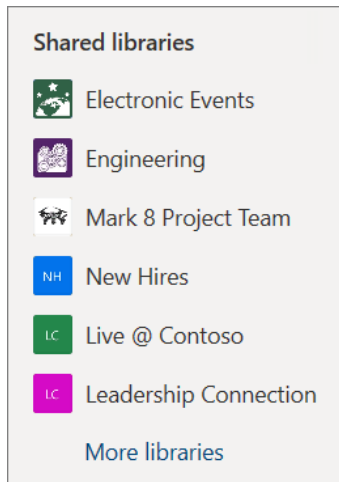 Shared libraries
Electronic Events
Engineering
Mark 8 Project Team
NH New Hires
LC Live @ Contoso
LC Leadership Connection
More libraries